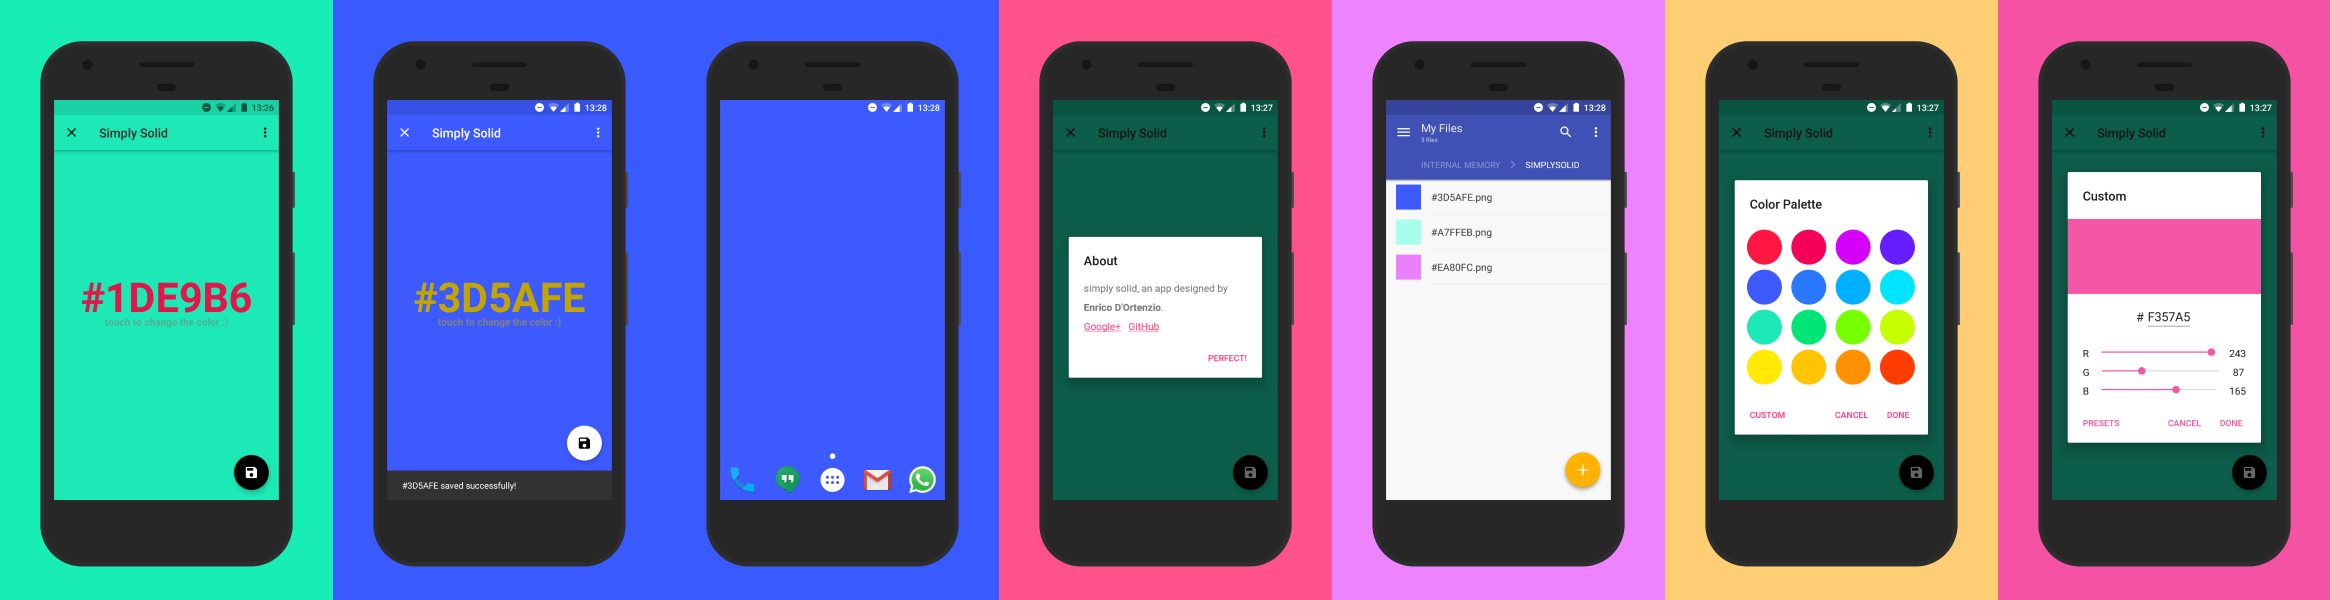 13:26
Simply Solid
#1DE9B6
touch to change the color :)
13:28
Simply Solid
#3D5AFE
touch to change the color :)
#3D5AFE saved successfully!
13:28
13:27
Simply Solid
About
simply solid, an app designed by
Enrico D'Ortenzio.
Google+ GitHub
PERFECT!
13:28
My Files
3 files
INTERNAL MEMORY > SIMPLYSOLID
#3D5AFE.png
#A7FFEB.png
#EA80FC.png
13:27
Simply Solid
Color Palette
CUSTOM CANCEL DONE
13:27
Simply Solid
Custom
# F357A5
R 243
G 87
B 165
PRESETS CANCEL DONE